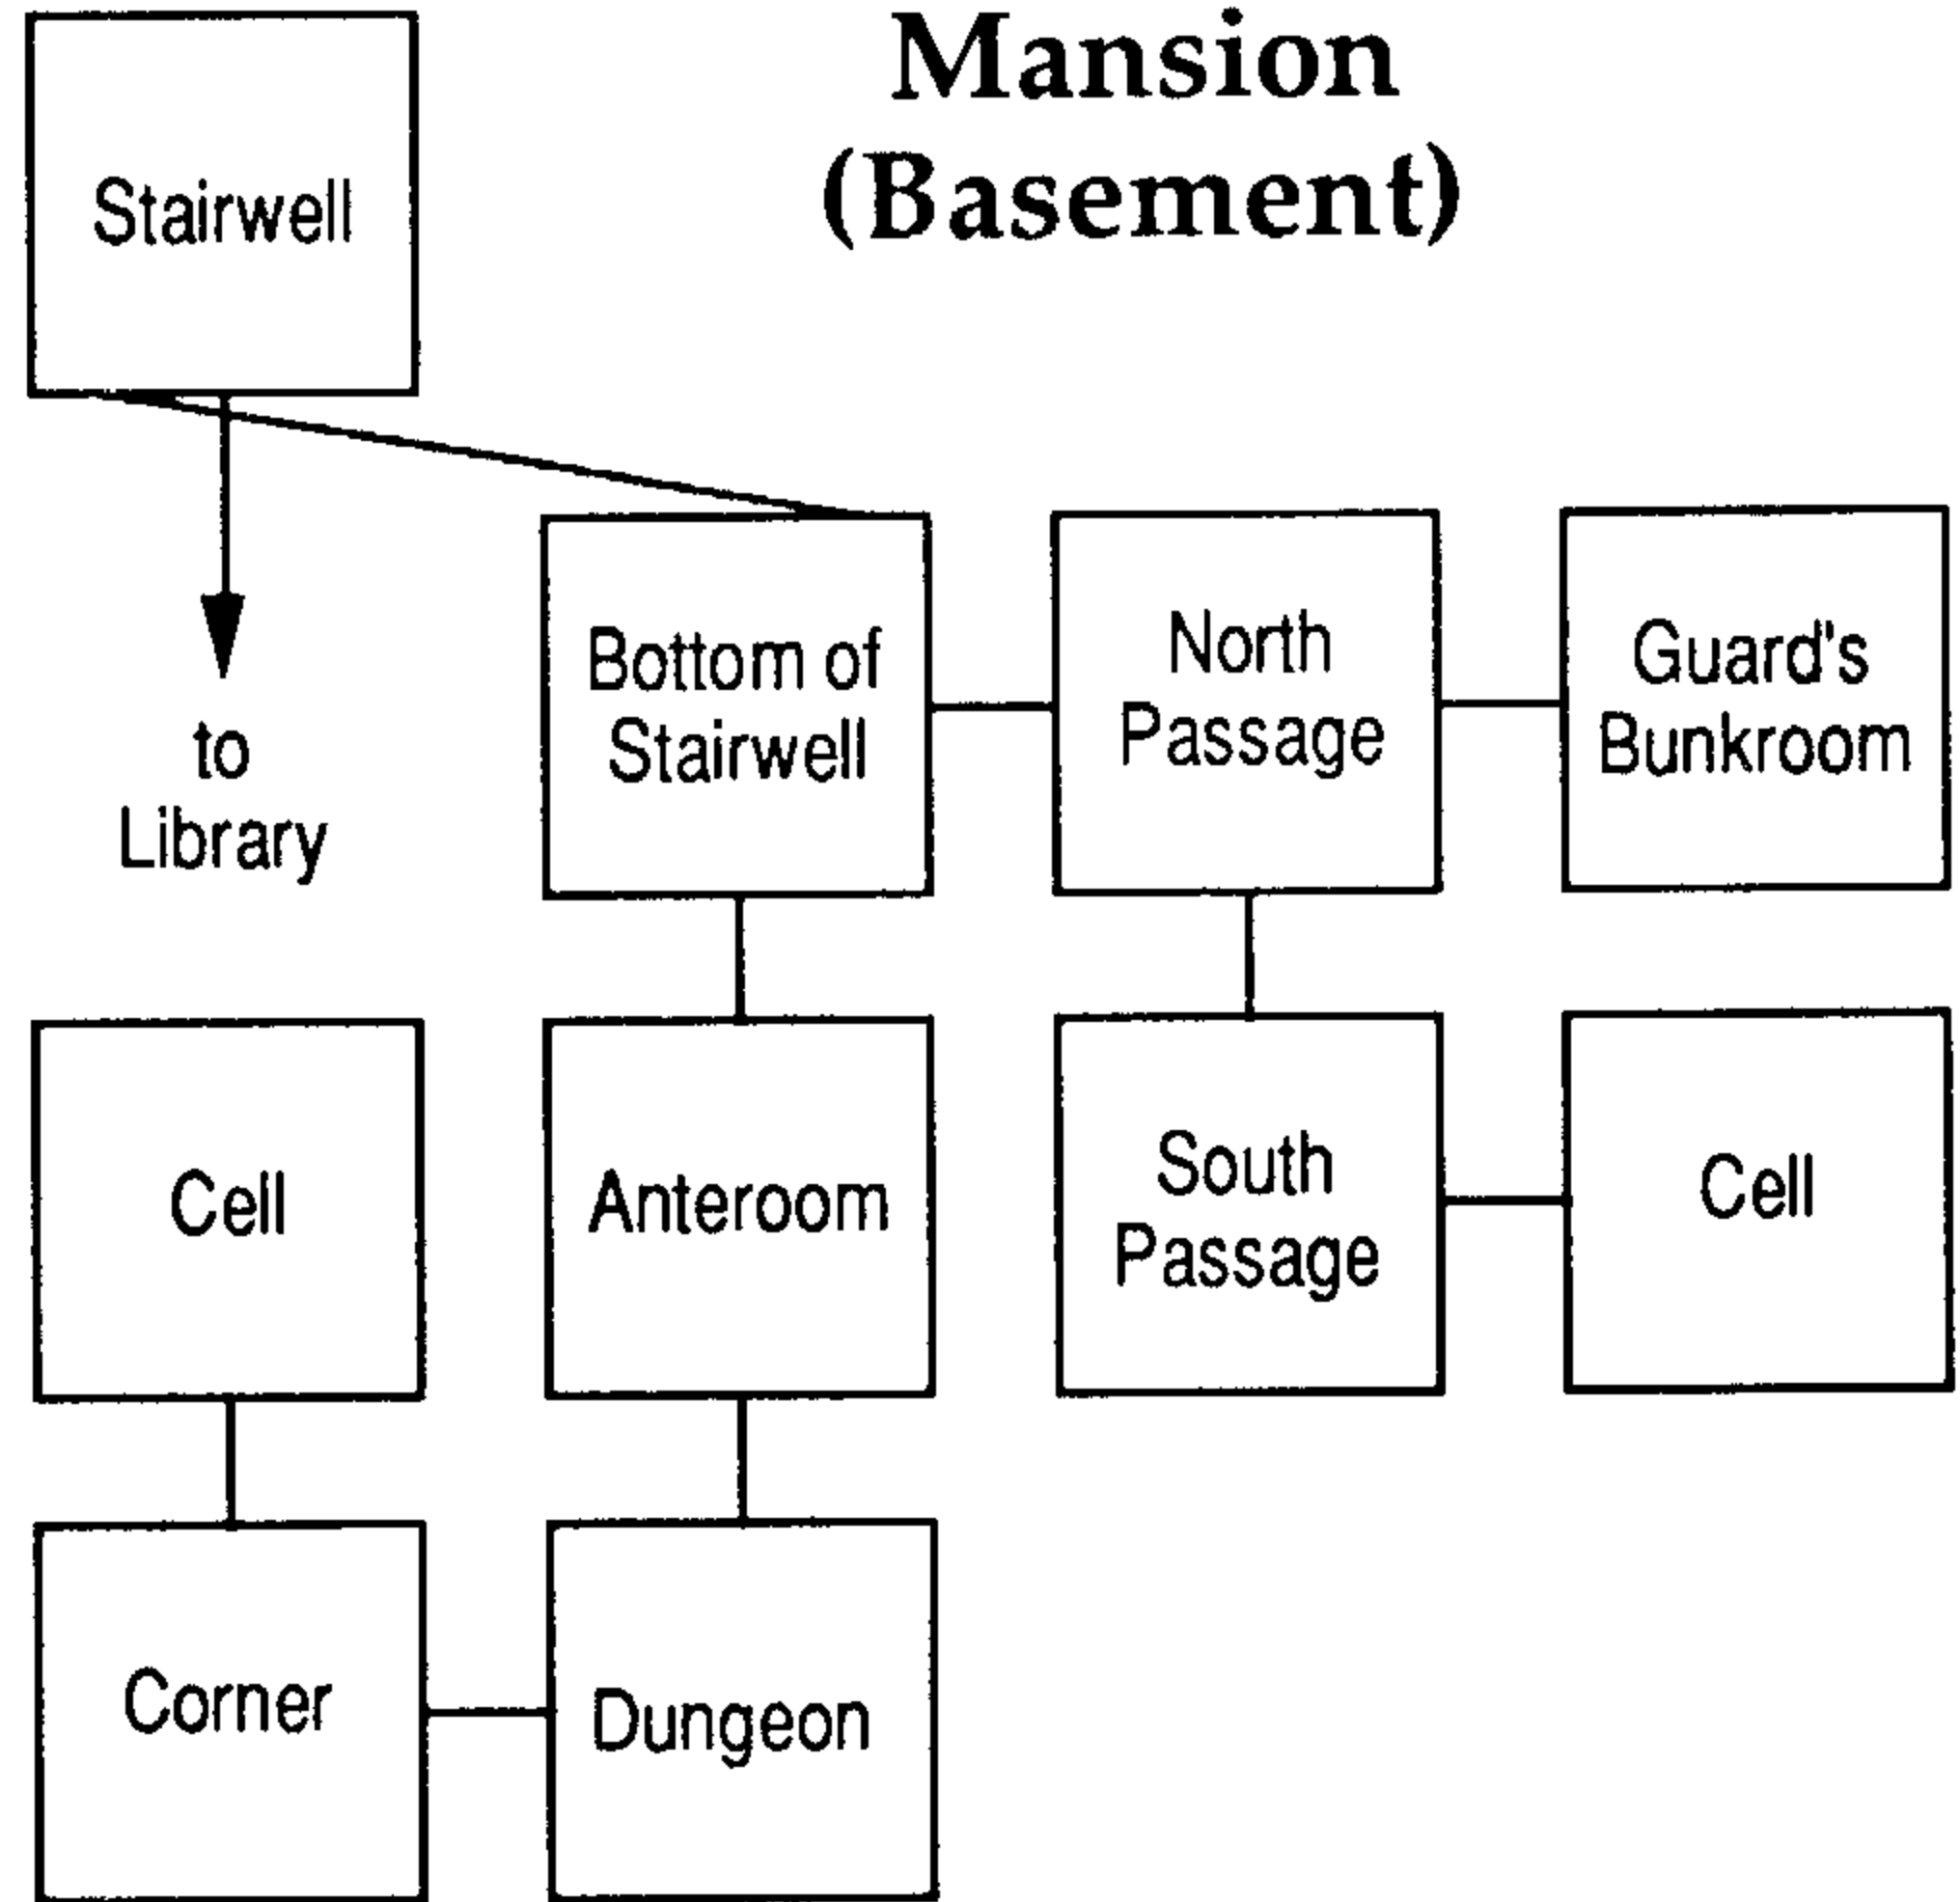 Mansion
(Basement)
Stairwell
to
Library
Bottom of
Stairwell
North
Passage
Guard's
Bunkroom
Cell
Anteroom
South
Passage
Cell
Corner
Dungeon